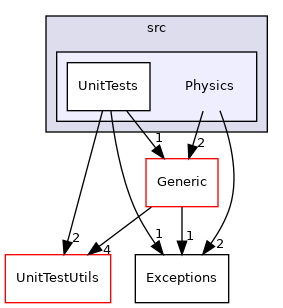 src
UnitTests
Physics
1
2
Generic
2
1
4
1
2
UnitTestUtils
Exceptions